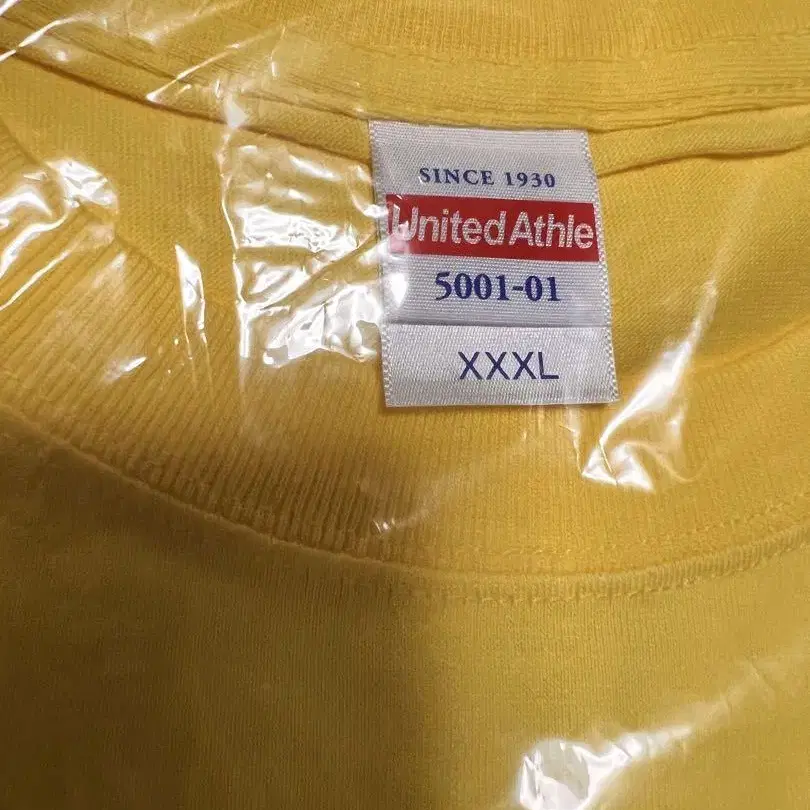 SINCE 1930
United Athle
5001-01
XXXL